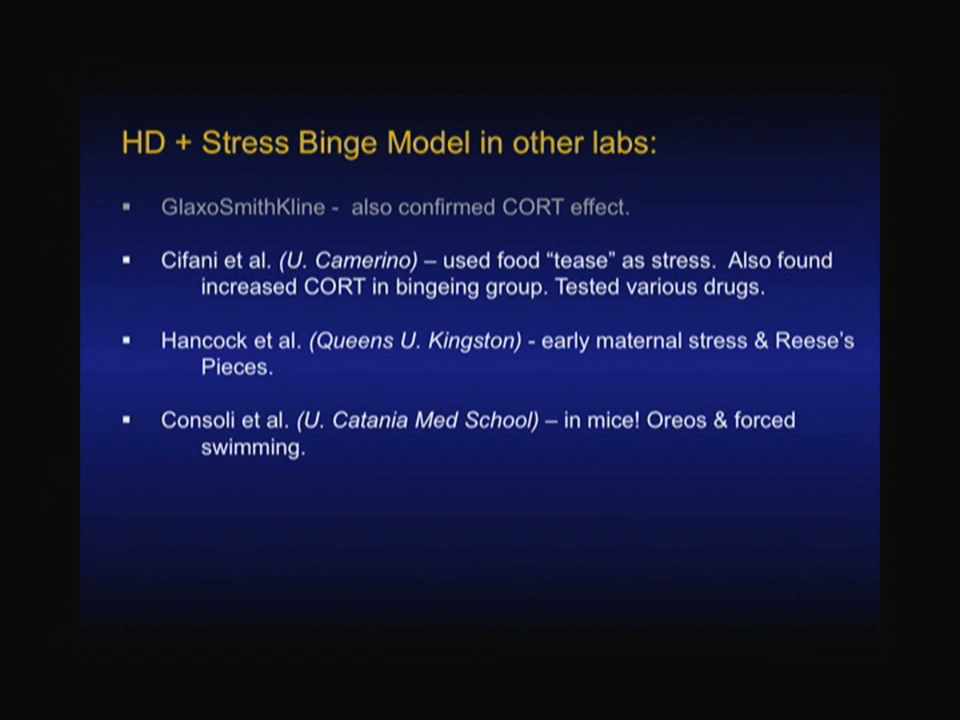 HD + Stress Binge Model in other labs:
▪ GlaxoSmithKline - also confirmed CORT effect.
▪ Cifani et al. (U. Camerino) – used food “tease” as stress. Also found
increased CORT in bingeing group. Tested various drugs.
▪ Hancock et al. (Queens U. Kingston) - early maternal stress & Reese’s
Pieces.
▪ Consoli et al. (U. Catania Med School) – in mice! Oreos & forced
swimming.